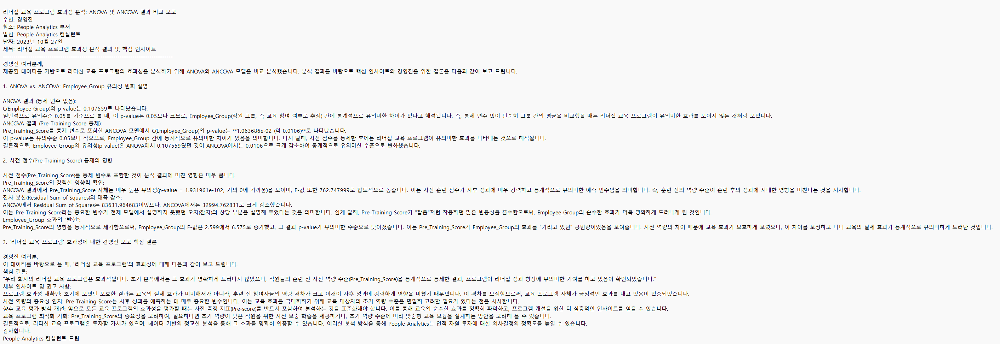 리더십 교육 프로그램 효과성 분석: ANOVA 및 ANCOVA 결과 비교 보고
수신: 경영진
참조: People Analytics 부서
발신: People Analytics 컨설턴트
날짜: 2023년 10월 27일
제목: 리더십 교육 프로그램 효과성 분석 결과 및 핵심 인사이트
--------------------------------------------------------------------------------
경영진 여러분께,
제공된 데이터를 기반으로 리더십 교육 프로그램의 효과성을 분석하기 위해 ANOVA와 ANCOVA 모델을 비교 분석했습니다. 분석 결과를 바탕으로 핵심 인사이트와 경영진을 위한 결론을 다음과 같이 보고 드립니다.
1. ANOVA vs. ANCOVA: Employee_Group 유의성 변화 설명
ANOVA 결과 (통제 변수 없음):
C(Employee_Group)의 p-value는 0.107559로 나타났습니다.
일반적으로 유의수준 0.05를 기준으로 볼 때, 이 p-value는 0.05보다 크므로, Employee_Group(직원 그룹, 즉 교육 참여 여부로 추정) 간에 통계적으로 유의미한 차이가 없다고 해석됩니다. 즉, 통제 변수 없이 단순히 그룹 간의 평균을 비교했을 때는 리더십 교육 프로그램이 유의미한 효과를 보이지 않는 것처럼 보입니다.
ANCOVA 결과 (Pre_Training_Score 통제):
Pre_Training_Score를 통제 변수로 포함한 ANCOVA 모델에서 C(Employee_Group)의 p-value는 **1.063686e-02 (약 0.0106)**로 나타났습니다.
이 p-value는 유의수준 0.05보다 작으므로, Employee_Group 간에 통계적으로 유의미한 차이가 있음을 의미합니다. 다시 말해, 사전 점수를 통제한 후에는 리더십 교육 프로그램이 유의미한 효과를 나타내는 것으로 해석됩니다.
결론적으로, Employee_Group의 유의성(p-value)은 ANOVA에서 0.107559였던 것이 ANCOVA에서는 0.0106으로 크게 감소하여 통계적으로 유의미한 수준으로 변화했습니다.
2. 사전 점수(Pre_Training_Score) 통제의 영향
사전 점수(Pre_Training_Score)를 통제 변수로 포함한 것이 분석 결과에 미친 영향은 매우 큽니다.
Pre_Training_Score의 강력한 영향력 확인:
ANCOVA 결과에서 Pre_Training_Score 자체는 매우 높은 유의성(p-value = 1.931961e-102, 거의 0에 가까움)을 보이며, F-값 또한 762.747999로 압도적으로 높습니다. 이는 사전 훈련 점수가 사후 성과에 매우 강력하고 통계적으로 유의미한 예측 변수임을 의미합니다. 즉, 훈련 전의 역량 수준이 훈련 후의 성과에 지대한 영향을 미친다는 것을 시사합니다.
잔차 분산(Residual Sum of Squares)의 대폭 감소:
ANOVA에서 Residual Sum of Squares는 83631.964683이었으나, ANCOVA에서는 32994.762831로 크게 감소했습니다.
이는 Pre_Training_Score라는 중요한 변수가 전체 모델에서 설명하지 못했던 오차(잔차)의 상당 부분을 설명해 주었다는 것을 의미합니다. 쉽게 말해, Pre_Training_Score가 "잡음"처럼 작용하던 많은 변동성을 흡수함으로써, Employee_Group의 순수한 효과가 더욱 명확하게 드러나게 된 것입니다.
Employee_Group 효과의 "발현":
Pre_Training_Score의 영향을 통계적으로 제거함으로써, Employee_Group의 F-값은 2.599에서 6.575로 증가했고, 그 결과 p-value가 유의미한 수준으로 낮아졌습니다. 이는 Pre_Training_Score가 Employee_Group의 효과를 "가리고 있던" 공변량이었음을 보여줍니다. 사전 역량의 차이 때문에 교육 효과가 모호하게 보였으나, 이 차이를 보정하고 나니 교육의 실제 효과가 통계적으로 유의미하게 드러난 것입니다.
3. '리더십 교육 프로그램' 효과성에 대한 경영진 보고 핵심 결론
경영진 여러분,
이 데이터를 바탕으로 볼 때, '리더십 교육 프로그램'의 효과성에 대해 다음과 같이 보고 드립니다.
핵심 결론:
"우리 회사의 리더십 교육 프로그램은 효과적입니다. 초기 분석에서는 그 효과가 명확하게 드러나지 않았으나, 직원들의 훈련 전 사전 역량 수준(Pre_Training_Score)을 통계적으로 통제한 결과, 프로그램이 리더십 성과 향상에 유의미한 기여를 하고 있음이 확인되었습니다."
세부 인사이트 및 권고 사항:
프로그램 효과성 재확인: 초기에 보였던 모호한 결과는 교육의 실제 효과가 미미해서가 아니라, 훈련 전 참여자들의 역량 격차가 크고 이것이 사후 성과에 강력하게 영향을 미쳤기 때문입니다. 이 격차를 보정함으로써, 교육 프로그램 자체가 긍정적인 효과를 내고 있음이 입증되었습니다.
사전 역량의 중요성 인지: Pre_Training_Score는 사후 성과를 예측하는 데 매우 중요한 변수입니다. 이는 교육 효과를 극대화하기 위해 교육 대상자의 초기 역량 수준을 면밀히 고려할 필요가 있다는 점을 시사합니다.
향후 교육 평가 방식 개선: 앞으로 모든 교육 프로그램의 효과성을 평가할 때는 사전 측정 지표(Pre-score)를 반드시 포함하여 분석하는 것을 표준화해야 합니다. 이를 통해 교육의 순수한 효과를 정확히 파악하고, 프로그램 개선을 위한 더 심층적인 인사이트를 얻을 수 있습니다.
교육 프로그램 최적화 기회: Pre_Training_Score의 중요성을 고려하여, 필요하다면 초기 역량이 낮은 직원을 위한 사전 보충 학습을 제공하거나, 초기 역량 수준에 따라 맞춤형 교육 모듈을 설계하는 방안을 고려해 볼 수 있습니다.
결론적으로, 리더십 교육 프로그램은 투자할 가치가 있으며, 데이터 기반의 정교한 분석을 통해 그 효과를 명확히 입증할 수 있습니다. 이러한 분석 방식을 통해 People Analytics는 인적 자원 투자에 대한 의사결정의 정확도를 높일 수 있습니다.
감사합니다.
People Analytics 컨설턴트 드림